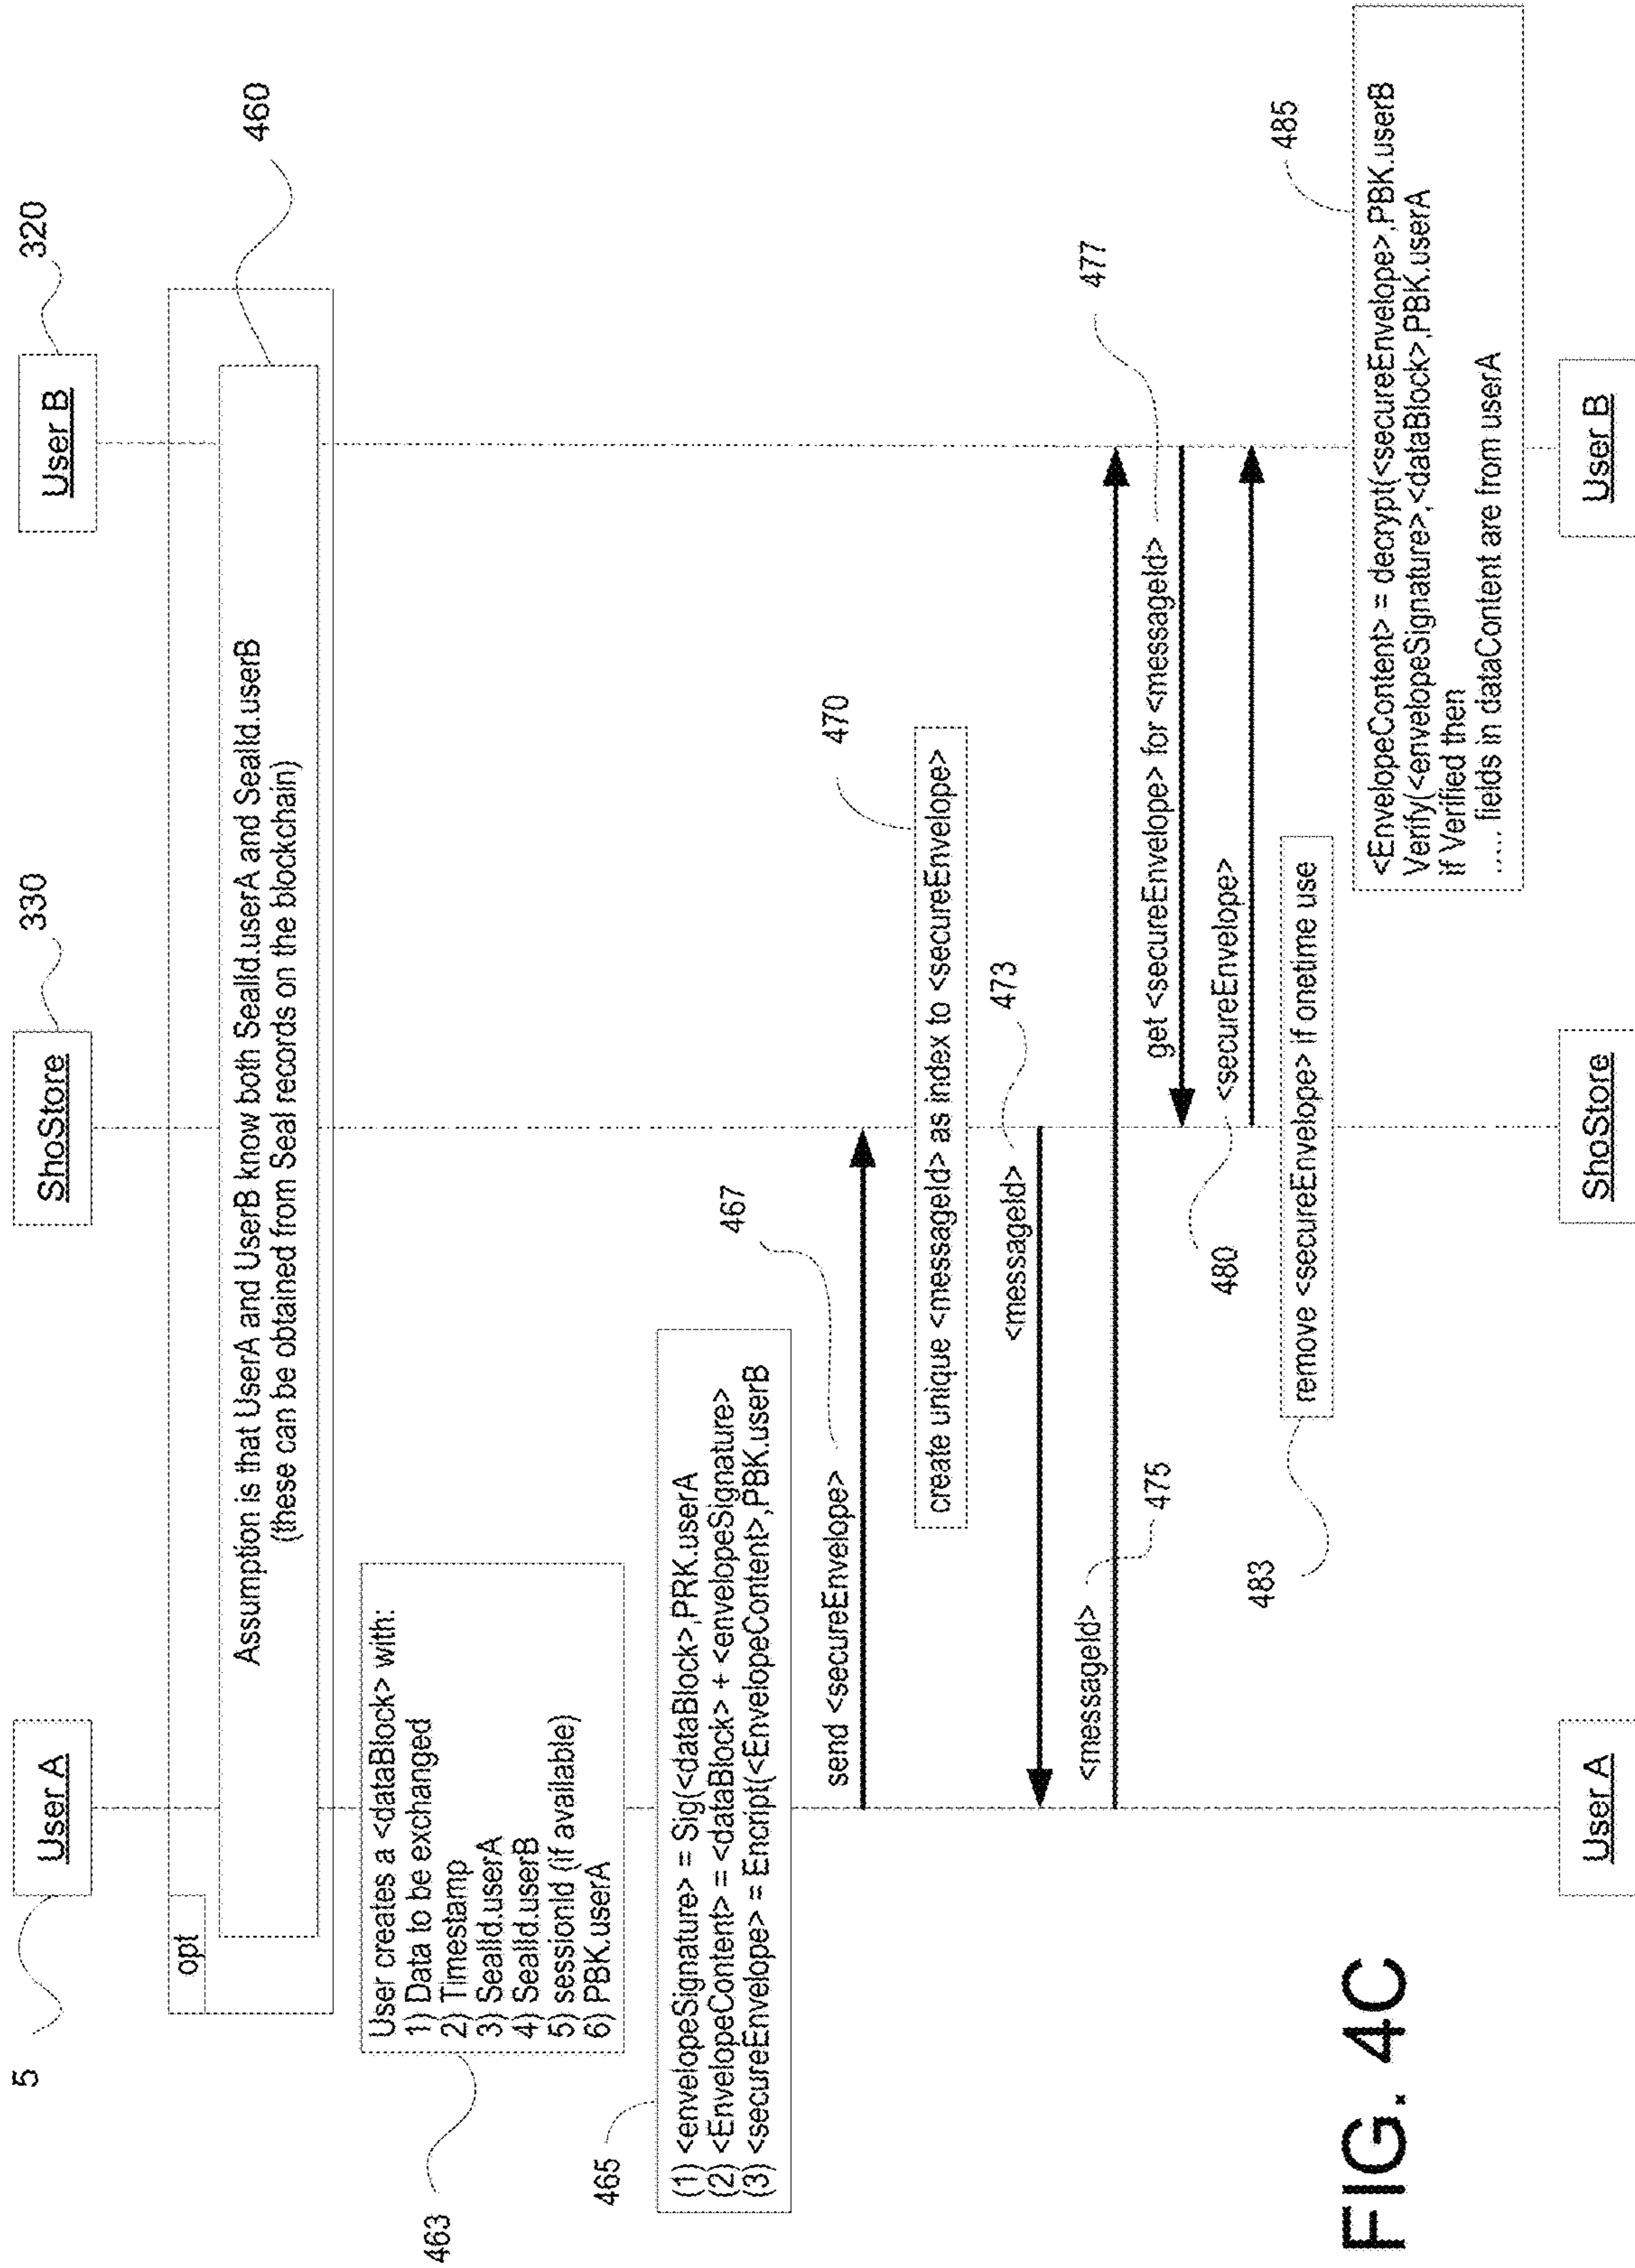 5
User A
330
ShoStore
320
User B
opt
460
Assumption is that UserA and UserB know both SealId.userA and SealId.userB
(these can be obtained from Seal records on the blockchain)
463
User creates a <dataBlock> with:
1) Data to be exchanged
2) Timestamp
3) SealId.userA
4) SealId.userB
5) sessionId (if available)
6) PBK.userA
465
(1) <envelopeSignature> = Sig(<dataBlock>,PRK.userA
(2) <EnvelopeContent> = <dataBlock> + <envelopeSignature>
(3) <secureEnvelope> = Encript(<EnvelopeContent>,PBK.userB
467
send <secureEnvelope>
470
create unique <messageId> as index to <secureEnvelope>
473
<messageId>
<messageId>
475
477
get <secureEnvelope> for <messageId>
480
<secureEnvelope>
483
remove <secureEnvelope> if onetime use
485
<EnvelopeContent> = decrypt(<secureEnvelope>,PBK.userB
Verify(<envelopeSignature>,<dataBlock>,PBK.userA
if Verified then
..... fields in dataContent are from userA
User A
ShoStore
User B
FIG. 4C